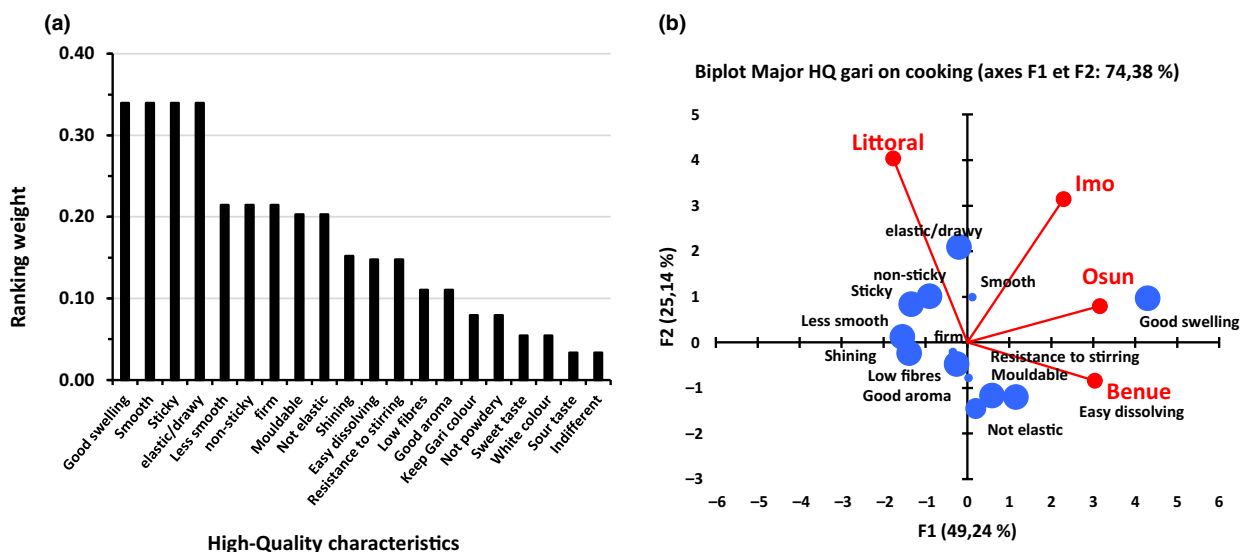 (a)
0.40
0.30
0.20
0.10
0.00
Ranking weight
Good swelling
Smooth
Sticky
elastic/drawy
Less smooth
non-sticky
firm
Mouldable
Not elastic
Shining
Easy dissolving
Resistance to stirring
Low fibres
Good aroma
Keep Gari colour
Not powdery
Sweet taste
White colour
Sour taste
Indifferent
High-Quality characteristics
(b)
Biplot Major HQ gari on cooking (axes F1 et F2: 74,38 %)
5
4
3
2
1
0
–1
–2
–3
F2 (25,14 %)
Littoral
Imo
elastic/drawy
Osun
non-sticky
Sticky
Smooth
Good swelling
Less smooth
firm
Shining
Resistance to stirring
Low fibres
Mouldable
Good aroma
Benue
Easy dissolving
Not elastic
–6 –5 –4 –3 –2 –1 0 1 2 3 4 5 6
F1 (49,24 %)